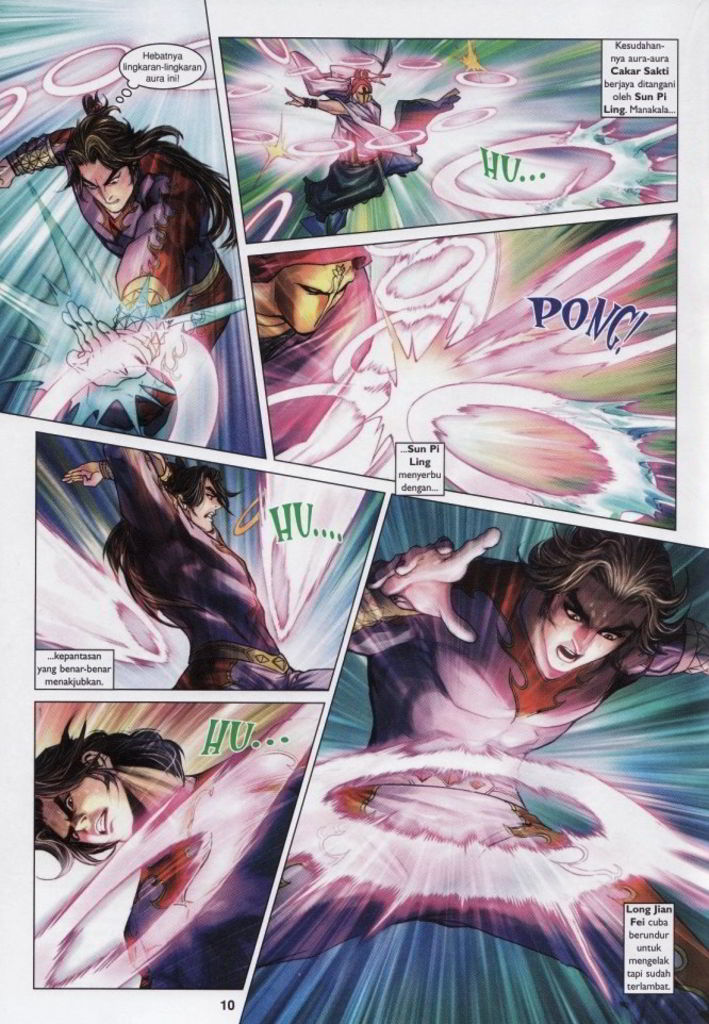 Hebatnya
lingkaran-lingkaran
aura ini!
Kesudahan-
nya aura-aura
Cakar Sakti
berjaya ditangani
oleh Sun Pi
Ling. Manakala...
HU...
PONG!
...Sun Pi
Ling
menyerbu
dengan...
HU....
...kepantasan
yang benar-benar
menakjubkan.
HU...
Long Jian
Fei cuba
berundur
untuk
mengelak
tapi sudah
terlambat.
10